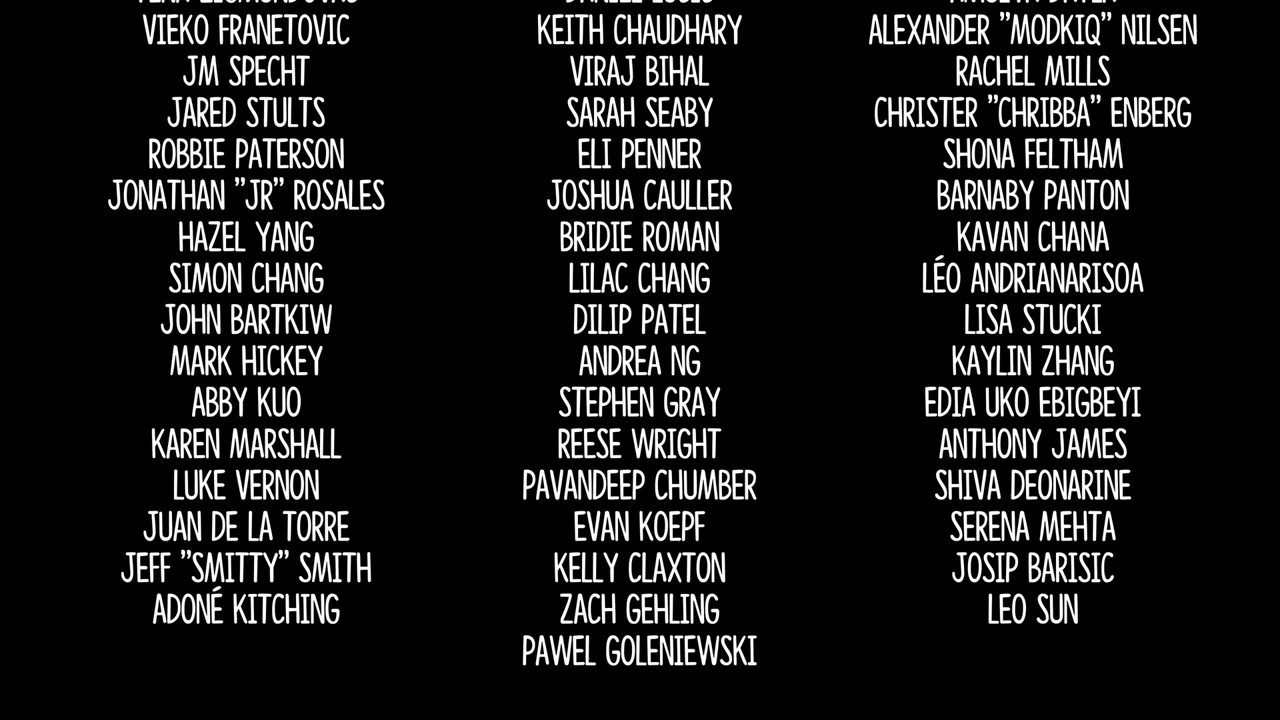 VIEKO FRANETOVIC
JM SPECHT
JARED STULTS
ROBBIE PATERSON
JONATHAN "JR" ROSALES
HAZEL YANG
SIMON CHANG
JOHN BARTKIW
MARK HICKEY
ABBY KUO
KAREN MARSHALL
LUKE VERNON
JUAN DE LA TORRE
JEFF "SMITTY" SMITH
ADONÉ KITCHING
KEITH CHAUDHARY
VIRAJ BIHAL
SARAH SEABY
ELI PENNER
JOSHUA CAULLER
BRIDIE ROMAN
LILAC CHANG
DILIP PATEL
ANDREA NG
STEPHEN GRAY
REESE WRIGHT
PAVANDEEP CHUMBER
EVAN KOEPF
KELLY CLAXTON
ZACH GEHLING
PAWEL GOLENIEWSKI
ALEXANDER "MODKIQ" NILSEN
RACHEL MILLS
CHRISTER "CHRIBBA" ENBERG
SHONA FELTHAM
BARNABY PANTON
KAVAN CHANA
LÉO ANDRIANARISOA
LISA STUCKI
KAYLIN ZHANG
EDIA UKO EBIGBEYI
ANTHONY JAMES
SHIVA DEONARINE
SERENA MEHTA
JOSIP BARISIC
LEO SUN